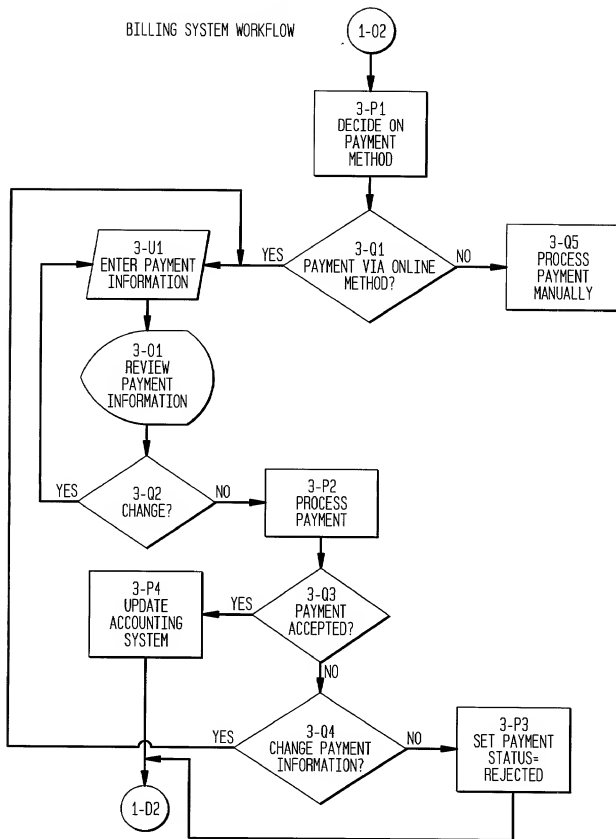 BILLING SYSTEM WORKFLOW
1-O2
3-P1
DECIDE ON
PAYMENT
METHOD
3-U1
ENTER PAYMENT
INFORMATION
YES
3-Q1
PAYMENT VIA ONLINE
METHOD?
NO
3-Q5
PROCESS
PAYMENT
MANUALLY
3-O1
REVIEW
PAYMENT
INFORMATION
YES
3-Q2
CHANGE?
NO
3-P2
PROCESS
PAYMENT
3-P4
UPDATE
ACCOUNTING
SYSTEM
YES
3-Q3
PAYMENT
ACCEPTED?
NO
YES
3-Q4
CHANGE PAYMENT
INFORMATION?
NO
3-P3
SET PAYMENT
STATUS=
REJECTED
1-D2